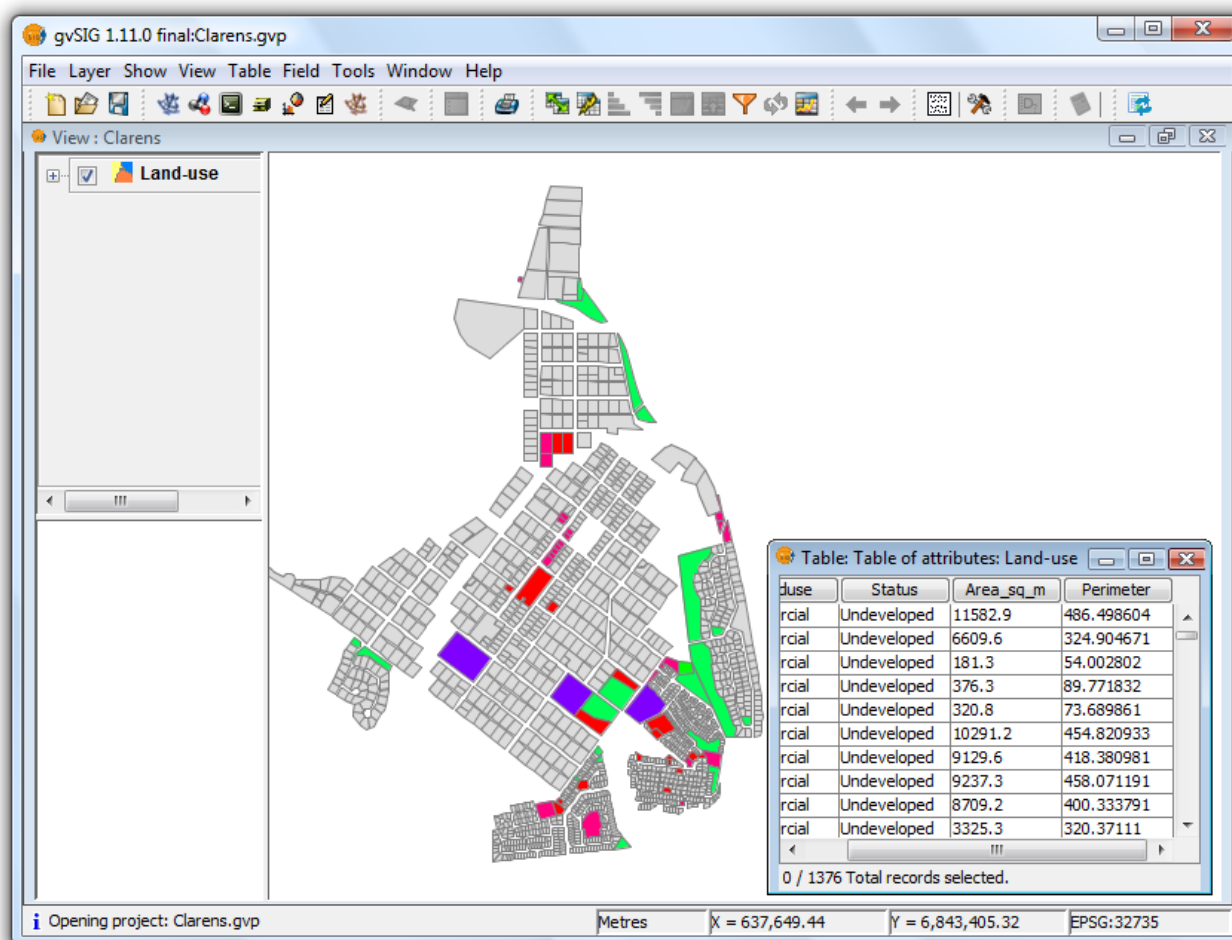 gvSIG 1.11.0 final:Clarens.gvp
File Layer Show View Table Field Tools Window Help
View : Clarens
Land-use
Table: Table of attributes: Land-use
duse Status Area_sq_m Perimeter
rcial Undeveloped 11582.9 486.498604
rcial Undeveloped 6609.6 324.904671
rcial Undeveloped 181.3 54.002802
rcial Undeveloped 376.3 89.771832
rcial Undeveloped 320.8 73.689861
rcial Undeveloped 10291.2 454.820933
rcial Undeveloped 9129.6 418.380981
rcial Undeveloped 9237.3 458.071191
rcial Undeveloped 8709.2 400.333791
rcial Undeveloped 3325.3 320.37111
0 / 1376 Total records selected.
Opening project: Clarens.gvp Metres X = 637,649.44 Y = 6,843,405.32 EPSG:32735